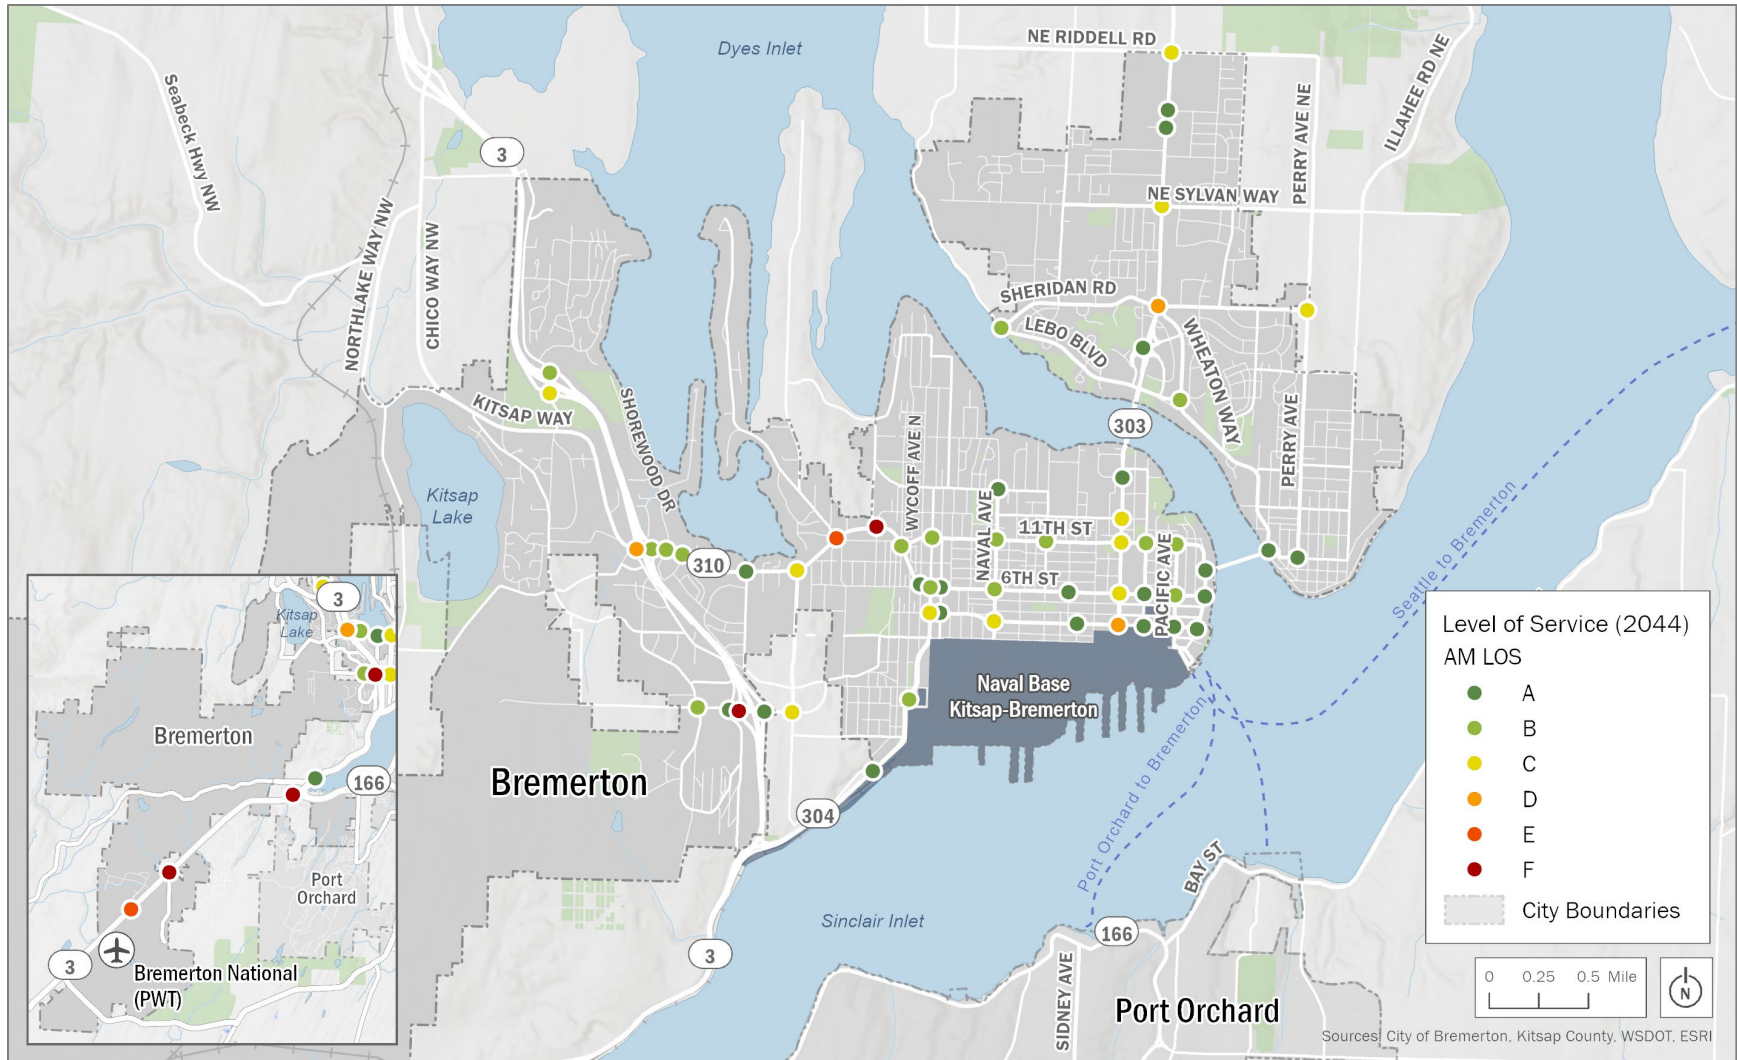 Dyes Inlet
NE RIDDELL RD
ILLAHEE RD NE
PERRY AVE NE
Seabeck Hwy NW
3
NE SYLVAN WAY
NORTHLAKE WAY NW
CHICO WAY NW
SHERIDAN RD
LEBO BLVD
WHEATON WAY
KITSAP WAY
SHOREWOOD DR
303
WYCOFF AVE N
PERRY AVE
Kitsap
Lake
NAVAL AVE
11TH ST
PACIFIC AVE
310
6TH ST
Seattle to Bremerton
Naval Base
Kitsap-Bremerton
Port Orchard to Bremerton
Bremerton
304
BAY ST
Sinclair Inlet
166
3
SIDNEY AVE
Port Orchard
3
Kitsap
Lake
Bremerton
166
Port
Orchard
3
Bremerton National
(PWT)
Level of Service (2044)
AM LOS
A
B
C
D
E
F
City Boundaries
0 0.25 0.5 Mile
N
Sources: City of Bremerton, Kitsap County, WSDOT, ESRI